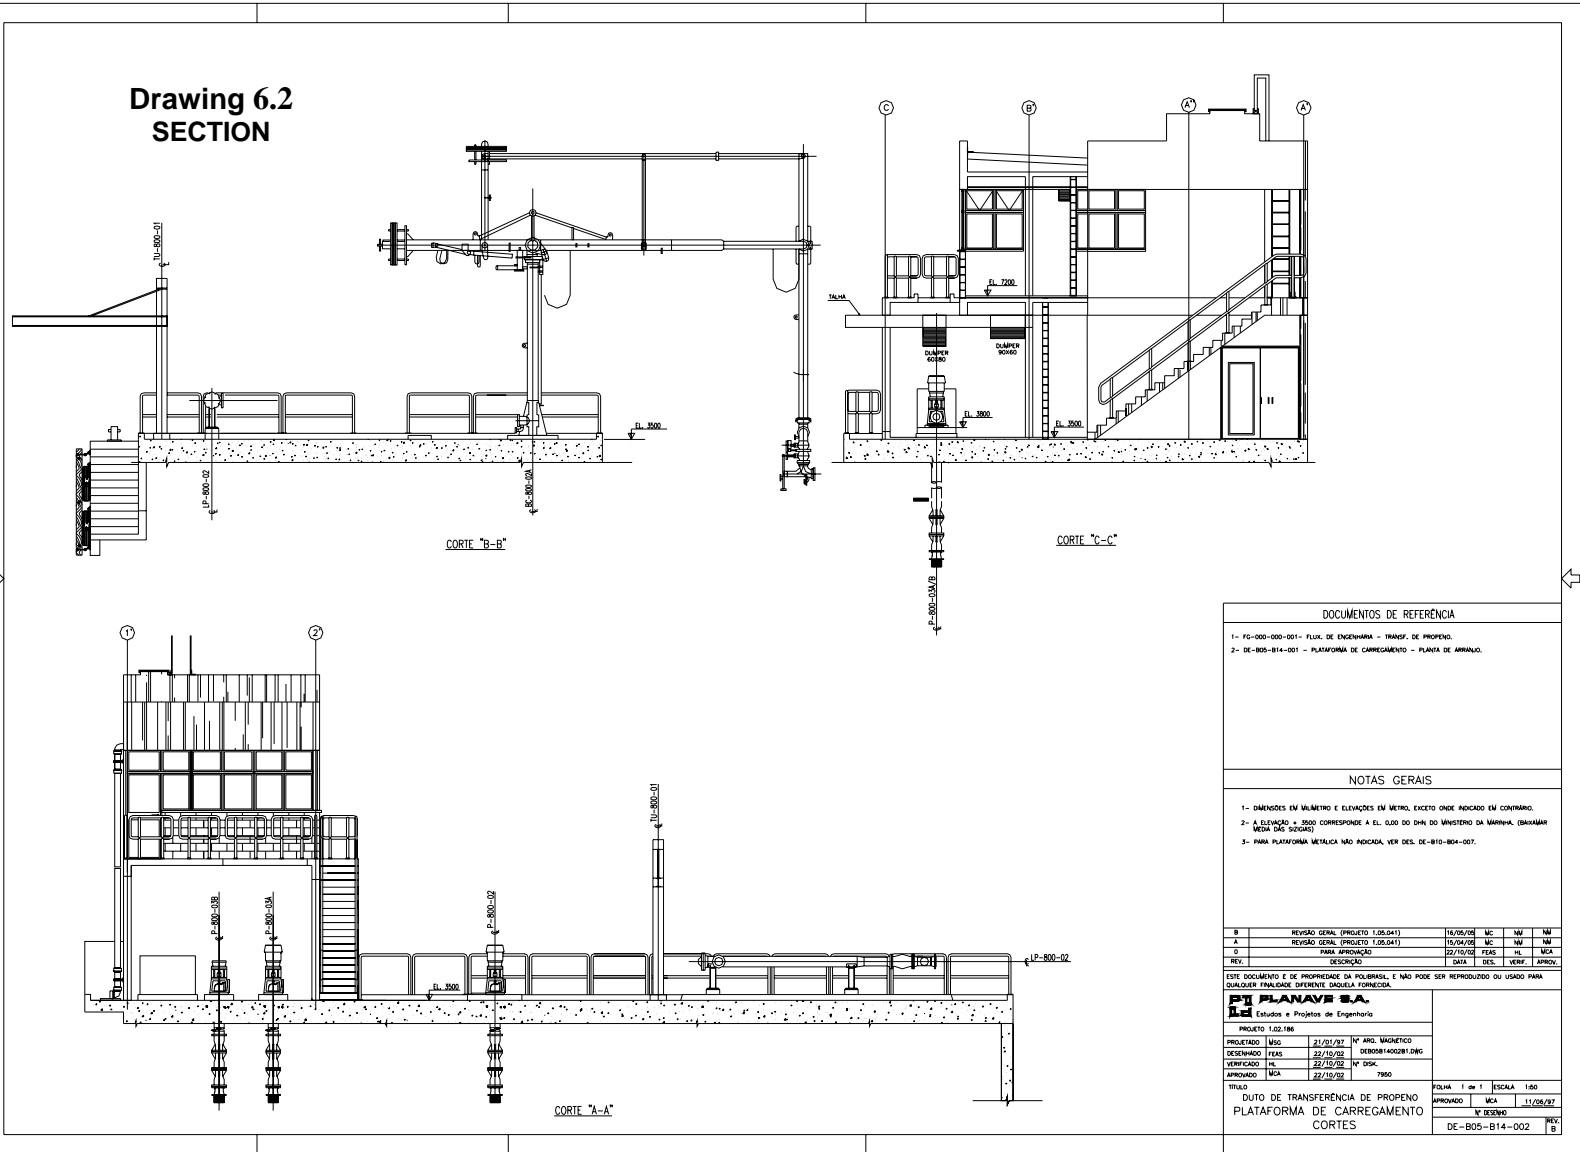 Drawing 6.2
SECTION
TU-800-01
LP-800-02
BC-800-02A
EL. 3500
CORTE "B-B"
C
B'
A"
A'
EL. 7200
TALHA
DUMPER
60X80
DUMPER
90X60
EL. 3800
EL. 3500
P-800-03A/B
CORTE "C-C"
1'
2'
P-800-03B
P-800-03A
P-800-02
TU-800-01
LP-800-02
EL. 3500
CORTE "A-A"
DOCUMENTOS DE REFERÊNCIA
1- FG-000-000-001- FLUX. DE ENGENHARIA - TRANSF. DE PROPENO.
2- DE-B05-B14-001 - PLATAFORMA DE CARREGAMENTO - PLANTA DE ARRANJO.
NOTAS GERAIS
1- DIMENSÕES EM MILÍMETRO E ELEVAÇÕES EM METRO, EXCETO ONDE INDICADO EM CONTRÁRIO.
2- A ELEVAÇÃO + 3500 CORRESPONDE A EL. 0,00 DO DHN DO MINISTÉRIO DA MARINHA. (BAIXAMAR
MEDIA DAS SIZIGIAS)
3- PARA PLATAFORMA METÁLICA NÃO INDICADA, VER DES. DE-B10-B04-007.
B REVISÃO GERAL (PROJETO 1.05.041) 16/05/05 MC NM NM
A REVISÃO GERAL (PROJETO 1.05.041) 15/04/05 MC NM NM
0 PARA APROVAÇÃO 22/10/02 FEAS HL MCA
REV. DESCRIÇÃO DATA DES. VERIF. APROV.
ESTE DOCUMENTO É DE PROPRIEDADE DA POLIBRASIL, E NÃO PODE SER REPRODUZIDO OU USADO PARA
QUALQUER FINALIDADE DIFERENTE DAQUELA FORNECIDA.
PLANAVE S.A.
Estudos e Projetos de Engenharia
PROJETO 1.02.186
PROJETADO MSG 21/01/97 Nº ARQ. MAGNÉTICO
DESENHADO FEAS 22/10/02 DEB05B14002B1.DWG
VERIFICADO HL 22/10/02 Nº DISK.
APROVADO MCA 22/10/02 7950
TÍTULO
DUTO DE TRANSFERÊNCIA DE PROPENO
PLATAFORMA DE CARREGAMENTO
CORTES
FOLHA 1 de 1 ESCALA 1:50
APROVADO MCA 11/06/97
Nº DESENHO
DE-B05-B14-002
REV.
B